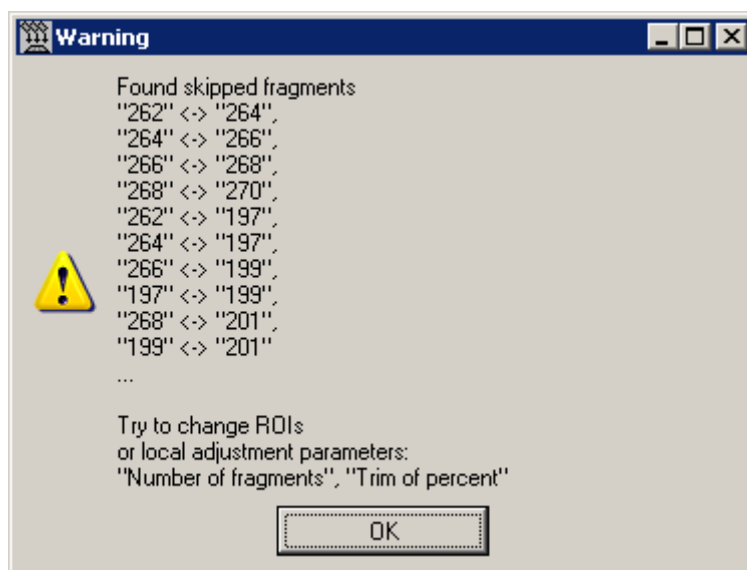 Warning
Found skipped fragments
"262" <-> "264",
"264" <-> "266",
"266" <-> "268",
"268" <-> "270",
"262" <-> "197",
"264" <-> "197",
"266" <-> "199",
"197" <-> "199",
"268" <-> "201",
"199" <-> "201"
...
Try to change ROIs
or local adjustment parameters:
"Number of fragments", "Trim of percent"
OK